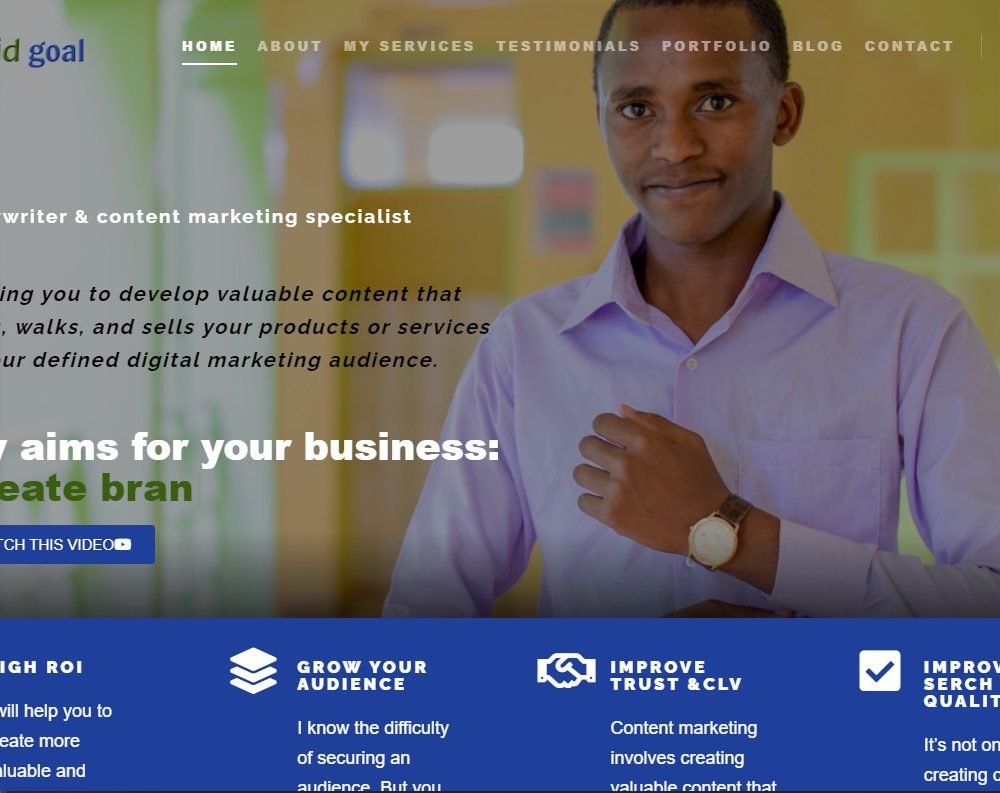 id goal
HOME ABOUT MY SERVICES TESTIMONIALS PORTFOLIO BLOG CONTACT
writer & content marketing specialist
ing you to develop valuable content that
, walks, and sells your products or services
ur defined digital marketing audience.
y aims for your business:
eate bran
TCH THIS VIDEO
IGH ROI
will help you to
eate more
luable and
GROW YOUR
AUDIENCE
I know the difficulty
of securing an
audience. But you
IMPROVE
TRUST &CLV
Content marketing
involves creating
valuable content that
IMPROV
SERCH
QUALIT
It's not on
creating c